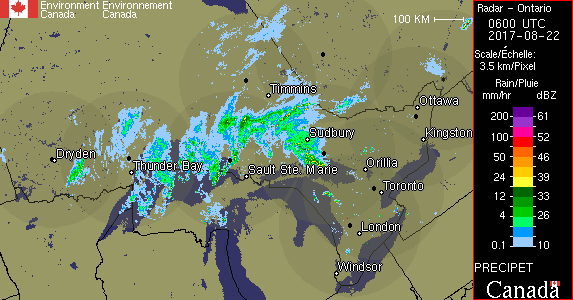 Environment Environnement
Canada Canada
100 KM
Timmins
Ottawa
Sudbury
Kingston
Dryden
Thunder Bay
Sault Ste. Marie
Orillia
Toronto
London
Windsor
Radar - Ontario
0600 UTC
2017-08-22
Scale/Échelle:
3.5 km/Pixel
Rain/Pluie
mm/hr dBZ
200 61
100 52
50 46
24 39
12 33
4 26
0.1 10
PRECIPET
Canada